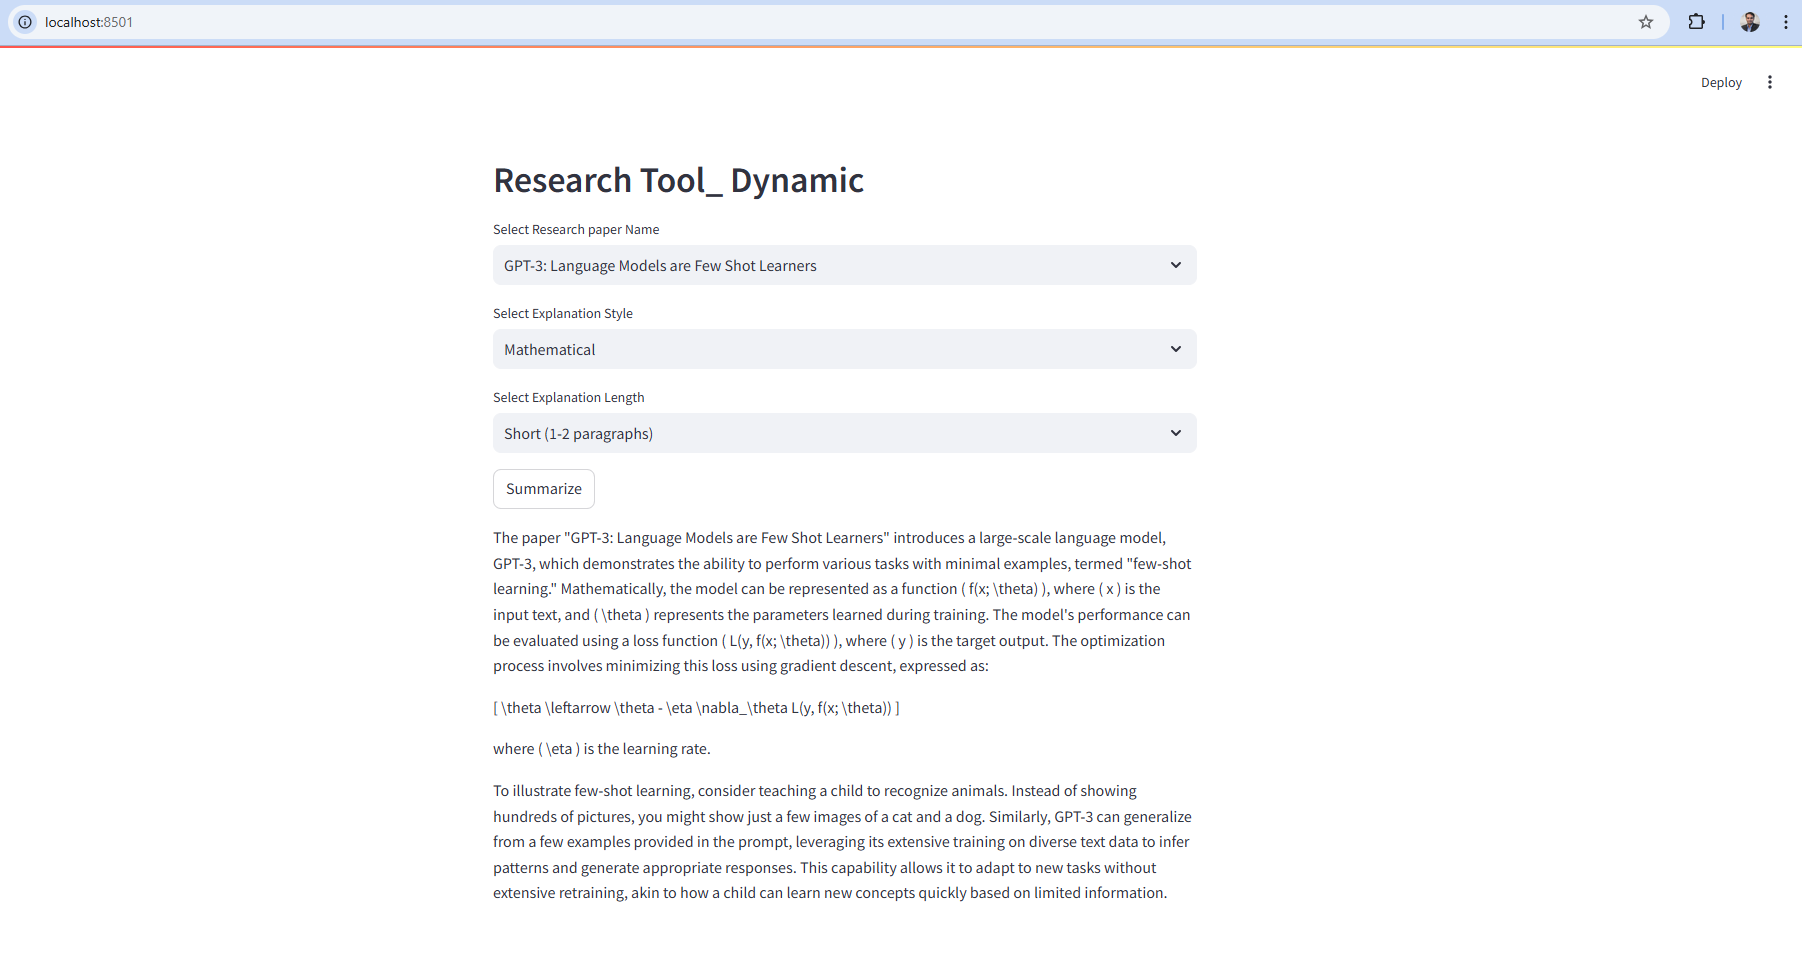 localhost:8501
Deploy
Research Tool_ Dynamic
Select Research paper Name
GPT-3: Language Models are Few Shot Learners
Select Explanation Style
Mathematical
Select Explanation Length
Short (1-2 paragraphs)
Summarize
The paper "GPT-3: Language Models are Few Shot Learners" introduces a large-scale language model,
GPT-3, which demonstrates the ability to perform various tasks with minimal examples, termed "few-shot
learning." Mathematically, the model can be represented as a function ( f(x; \theta) ), where ( x ) is the
input text, and ( \theta ) represents the parameters learned during training. The model's performance can
be evaluated using a loss function ( L(y, f(x; \theta)) ), where ( y ) is the target output. The optimization
process involves minimizing this loss using gradient descent, expressed as:
[ \theta \leftarrow \theta - \eta \nabla_\theta L(y, f(x; \theta)) ]
where ( \eta ) is the learning rate.
To illustrate few-shot learning, consider teaching a child to recognize animals. Instead of showing
hundreds of pictures, you might show just a few images of a cat and a dog. Similarly, GPT-3 can generalize
from a few examples provided in the prompt, leveraging its extensive training on diverse text data to infer
patterns and generate appropriate responses. This capability allows it to adapt to new tasks without
extensive retraining, akin to how a child can learn new concepts quickly based on limited information.